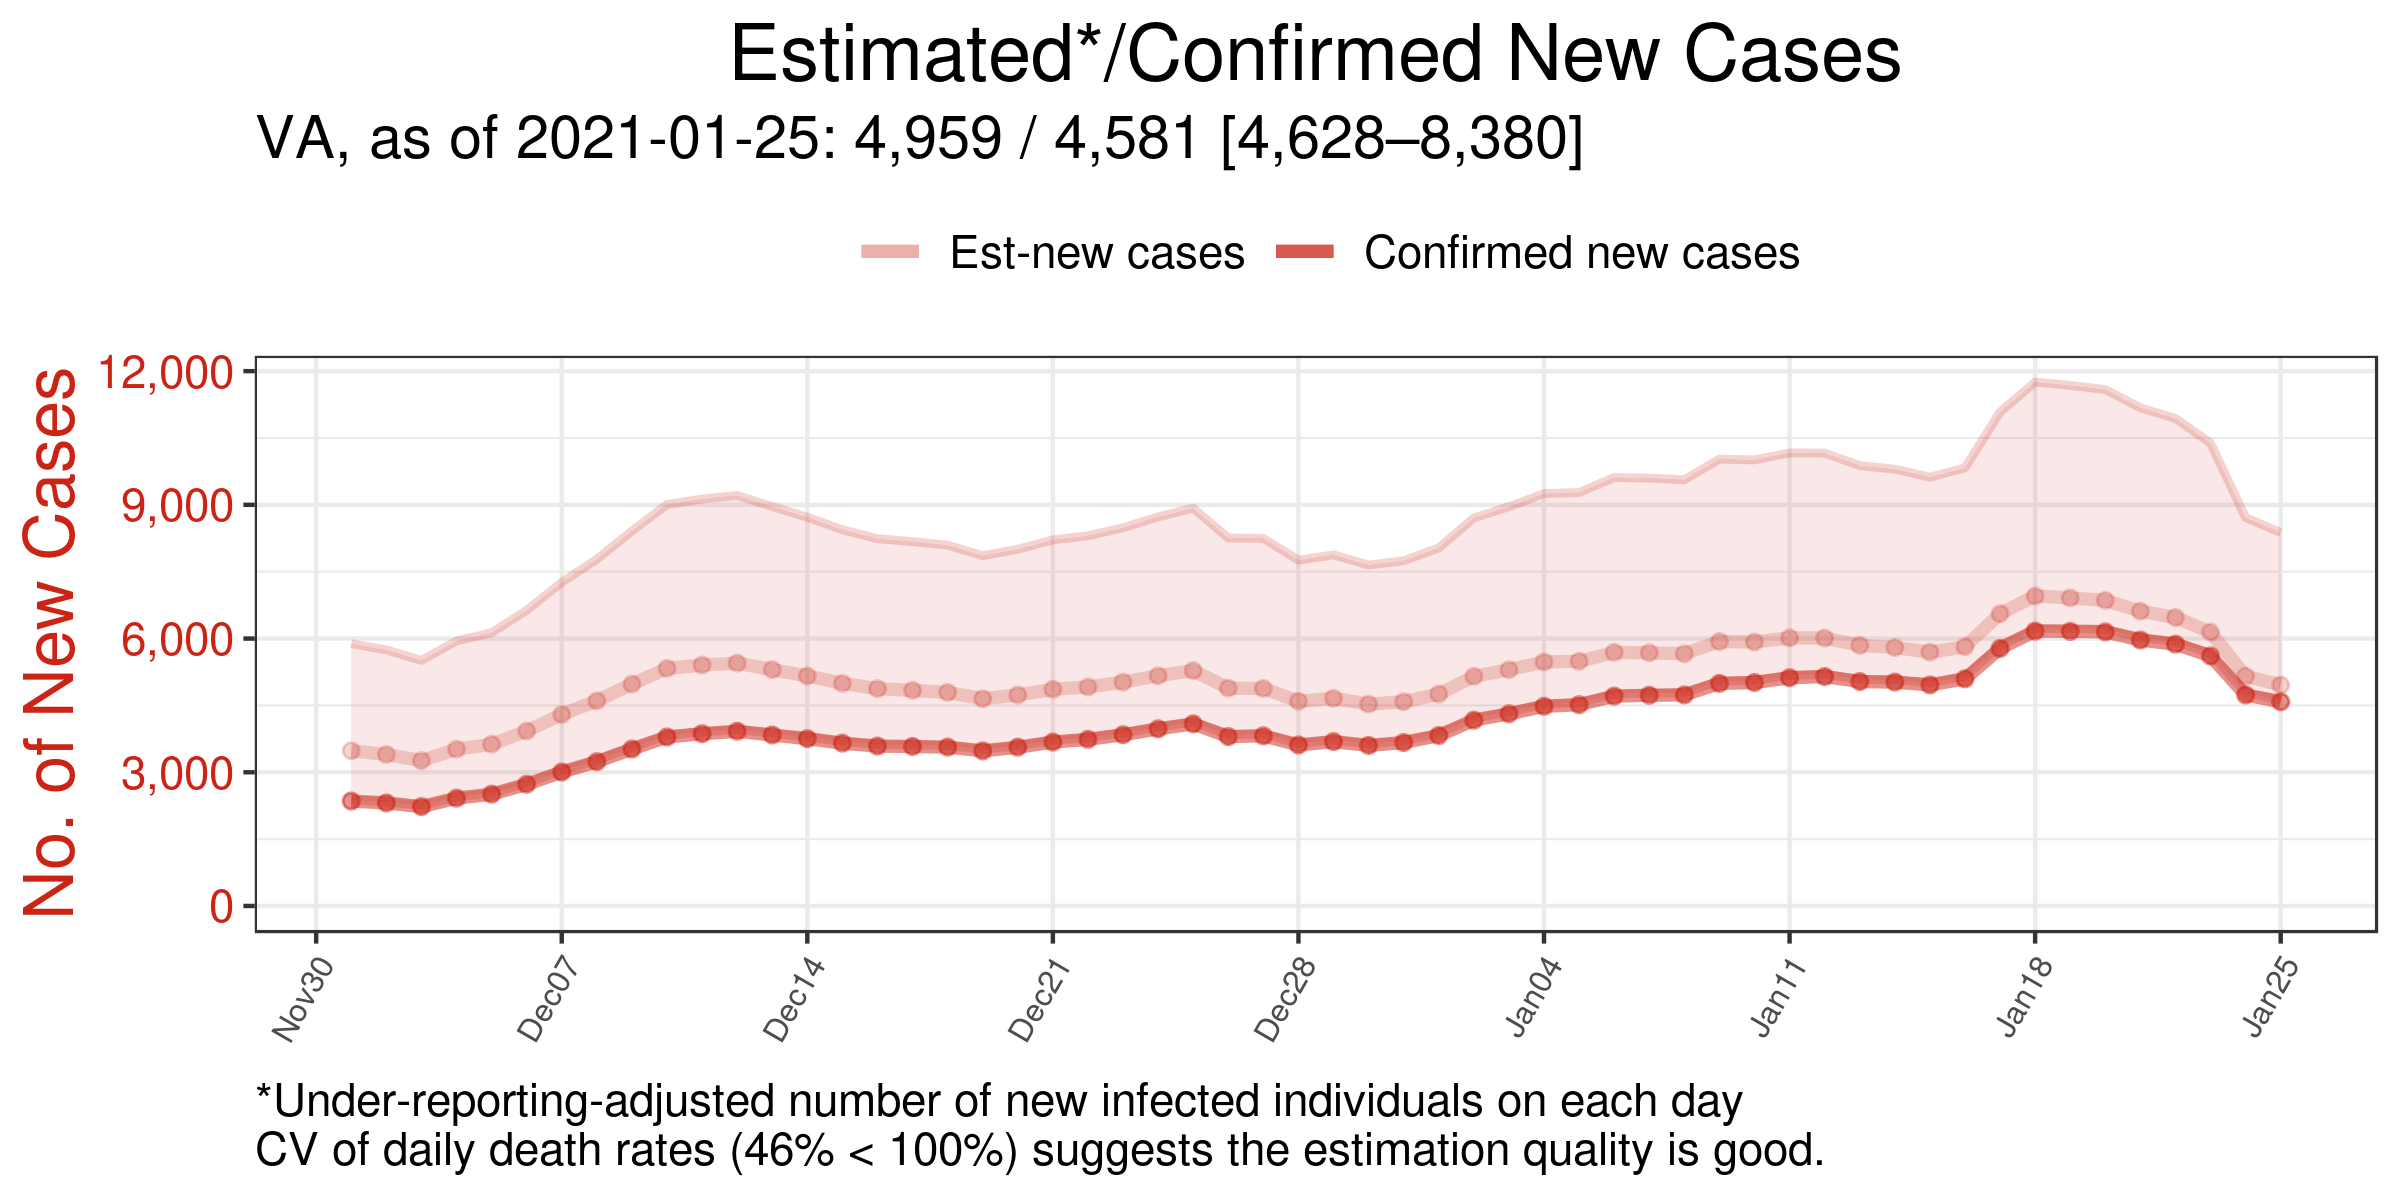 Estimated*/Confirmed New Cases
VA, as of 2021-01-25: 4,959 / 4,581 [4,628–8,380]
Est-new cases
Confirmed new cases
No. of New Cases
12,000
9,000
6,000
3,000
0
Nov30
Dec07
Dec14
Dec21
Dec28
Jan04
Jan11
Jan18
Jan25
*Under-reporting-adjusted number of new infected individuals on each day
CV of daily death rates (46% < 100%) suggests the estimation quality is good.